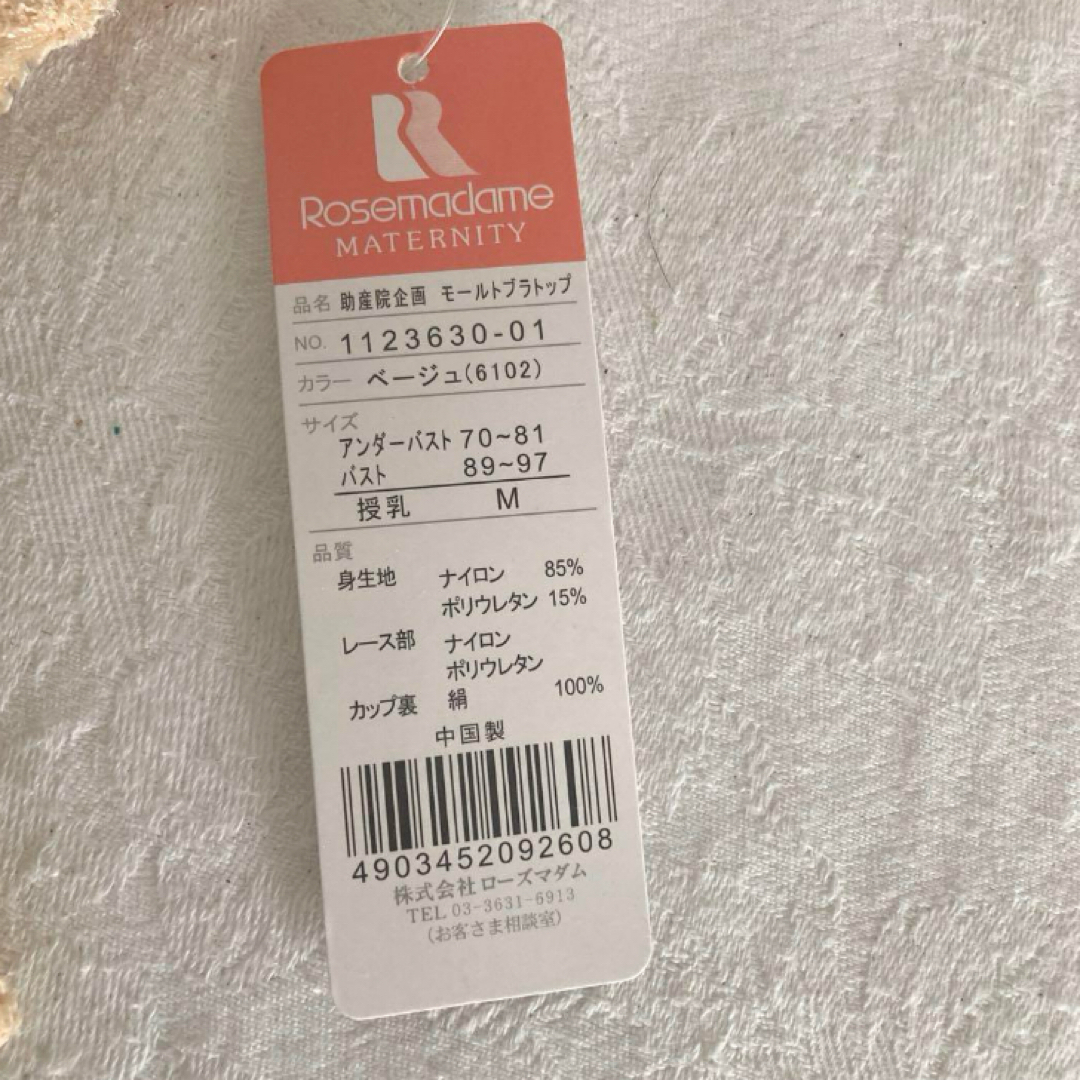 Rosemadame
MATERNITY
品名 助産院企画 モールドブラトップ
NO. 1123630-01
カラー ベージュ(6102)
サイズ
アンダーバスト 70~81
バスト 89~97
授乳 M
品質
身生地 ナイロン 85%
ポリウレタン 15%
レース部 ナイロン
ポリウレタン
カップ裏 絹 100%
中国製
4903452092608
株式会社 ローズマダム
TEL 03-3631-6913
(お客さま相談室)